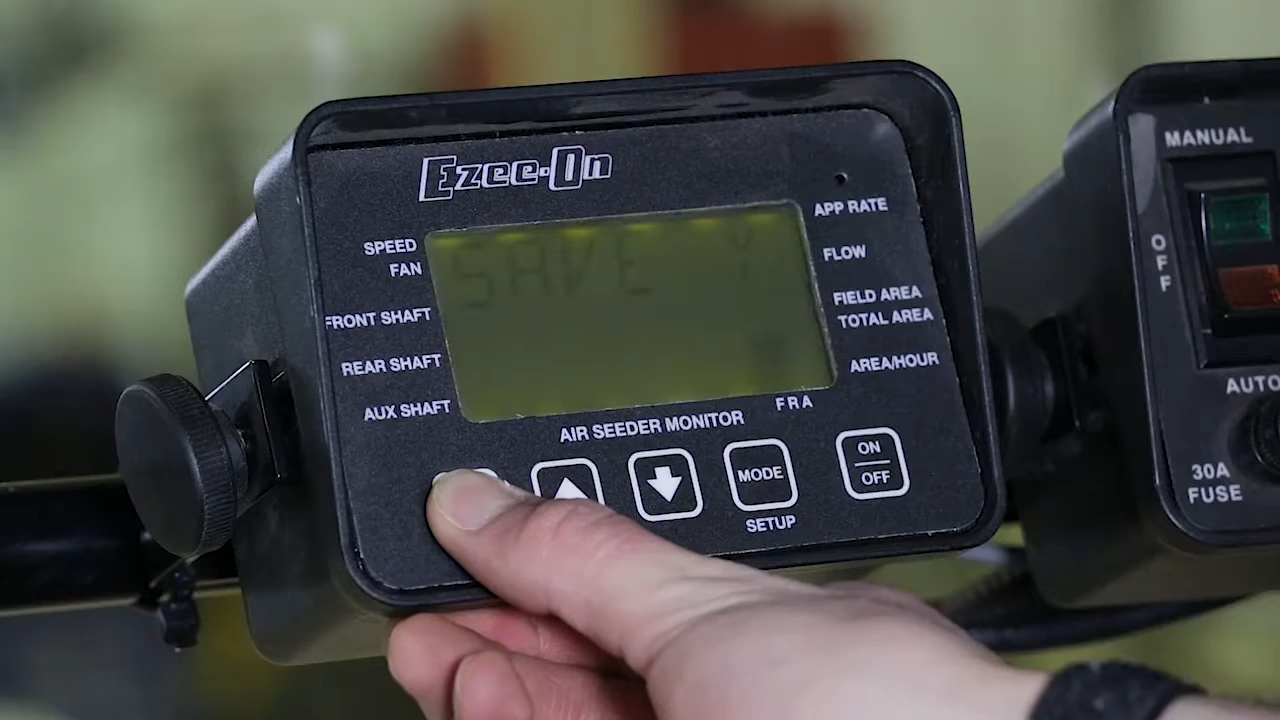 Ezee-On
SPEED
FAN
FRONT SHAFT
REAR SHAFT
AUX SHAFT
SAVE Y
APP RATE
FLOW
FIELD AREA
TOTAL AREA
AREA/HOUR
FRA
AIR SEEDER MONITOR
MODE
SETUP
ON
OFF
MANUAL
OFF
AUTO
30A
FUSE